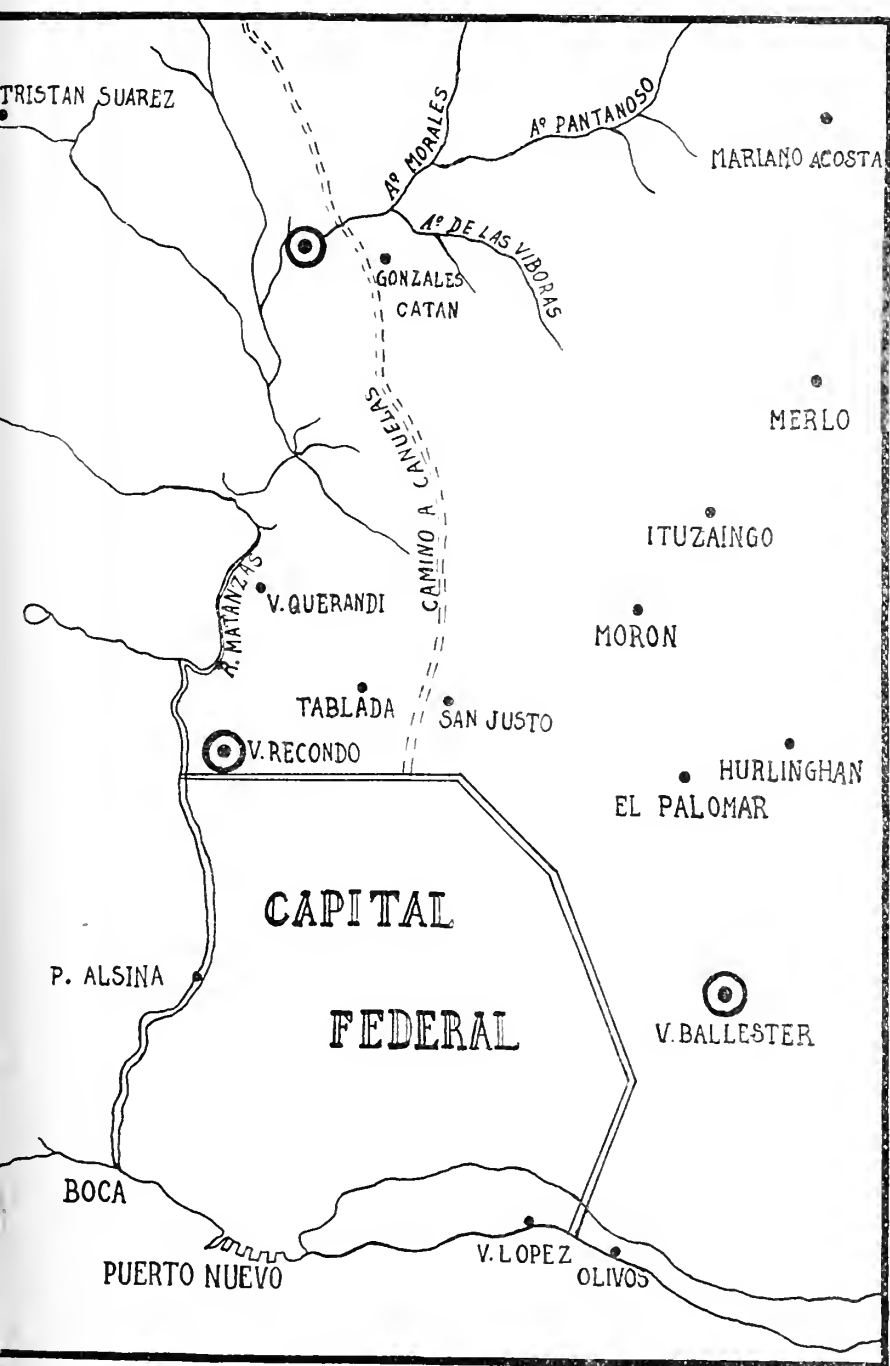 TRISTAN SUAREZ
Aº MORALES
Aº PANTANOSO
MARIANO ACOSTA
Aº DE LAS VIBORAS
GONZALES
CATAN
MERLO
CAMINO A CANUELAS
ITUZAINGO
R. MATANZAS
V. QUERANDI
MORON
TABLADA
SAN JUSTO
V. RECONDO
HURLINGHAN
EL PALOMAR
CAPITAL
P. ALSINA
FEDERAL
V. BALLESTER
BOCA
V. LOPEZ
OLIVOS
PUERTO NUEVO